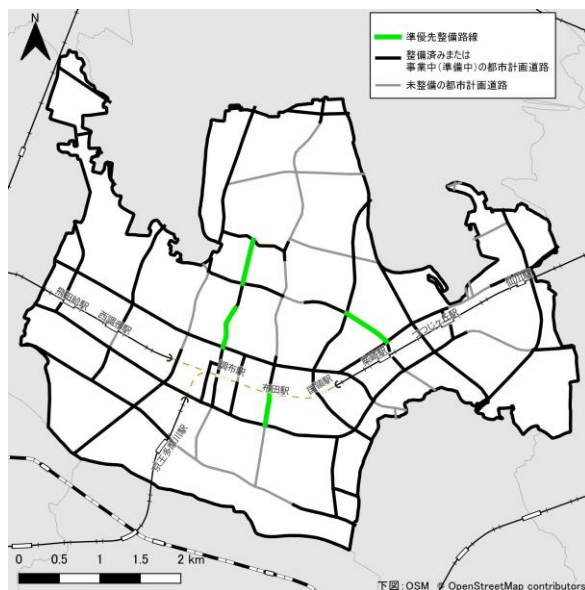 N
準優先整備路線
整備済みまたは
事業中(準備中)の都市計画道路
未整備の都市計画道路
仙川駅
つつじケ丘駅
柴崎駅
国領駅
布田駅
調布駅
西調布駅
飛田給駅
京王多摩川駅
0 0.5 1 1.5 2 km
下図:OSM © OpenStreetMap contributors